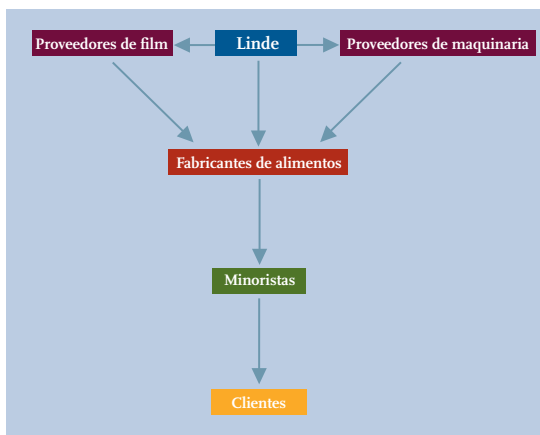 Proveedores de film
Linde
Proveedores de maquinaria
Fabricantes de alimentos
Minoristas
Clientes